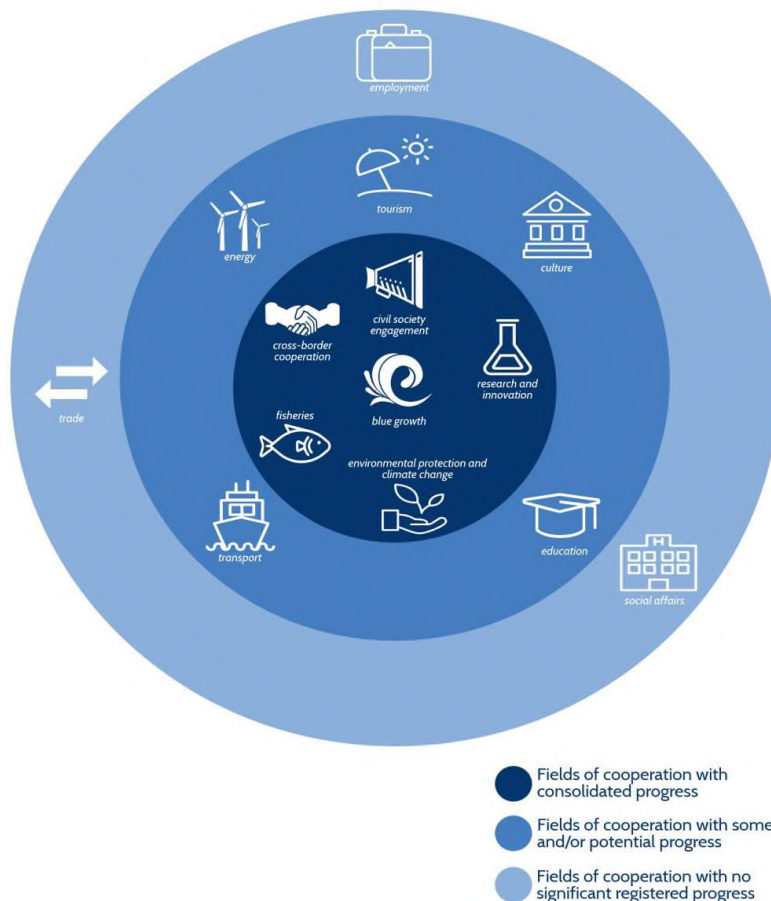 employment
tourism
energy
culture
civil society
engagement
cross-border
cooperation
research and
innovation
trade
fisheries
blue growth
environmental protection and
climate change
transport
education
H
social affairs
Fields of cooperation with
consolidated progress
Fields of cooperation with some
and/or potential progress
Fields of cooperation with no
significant registered progress